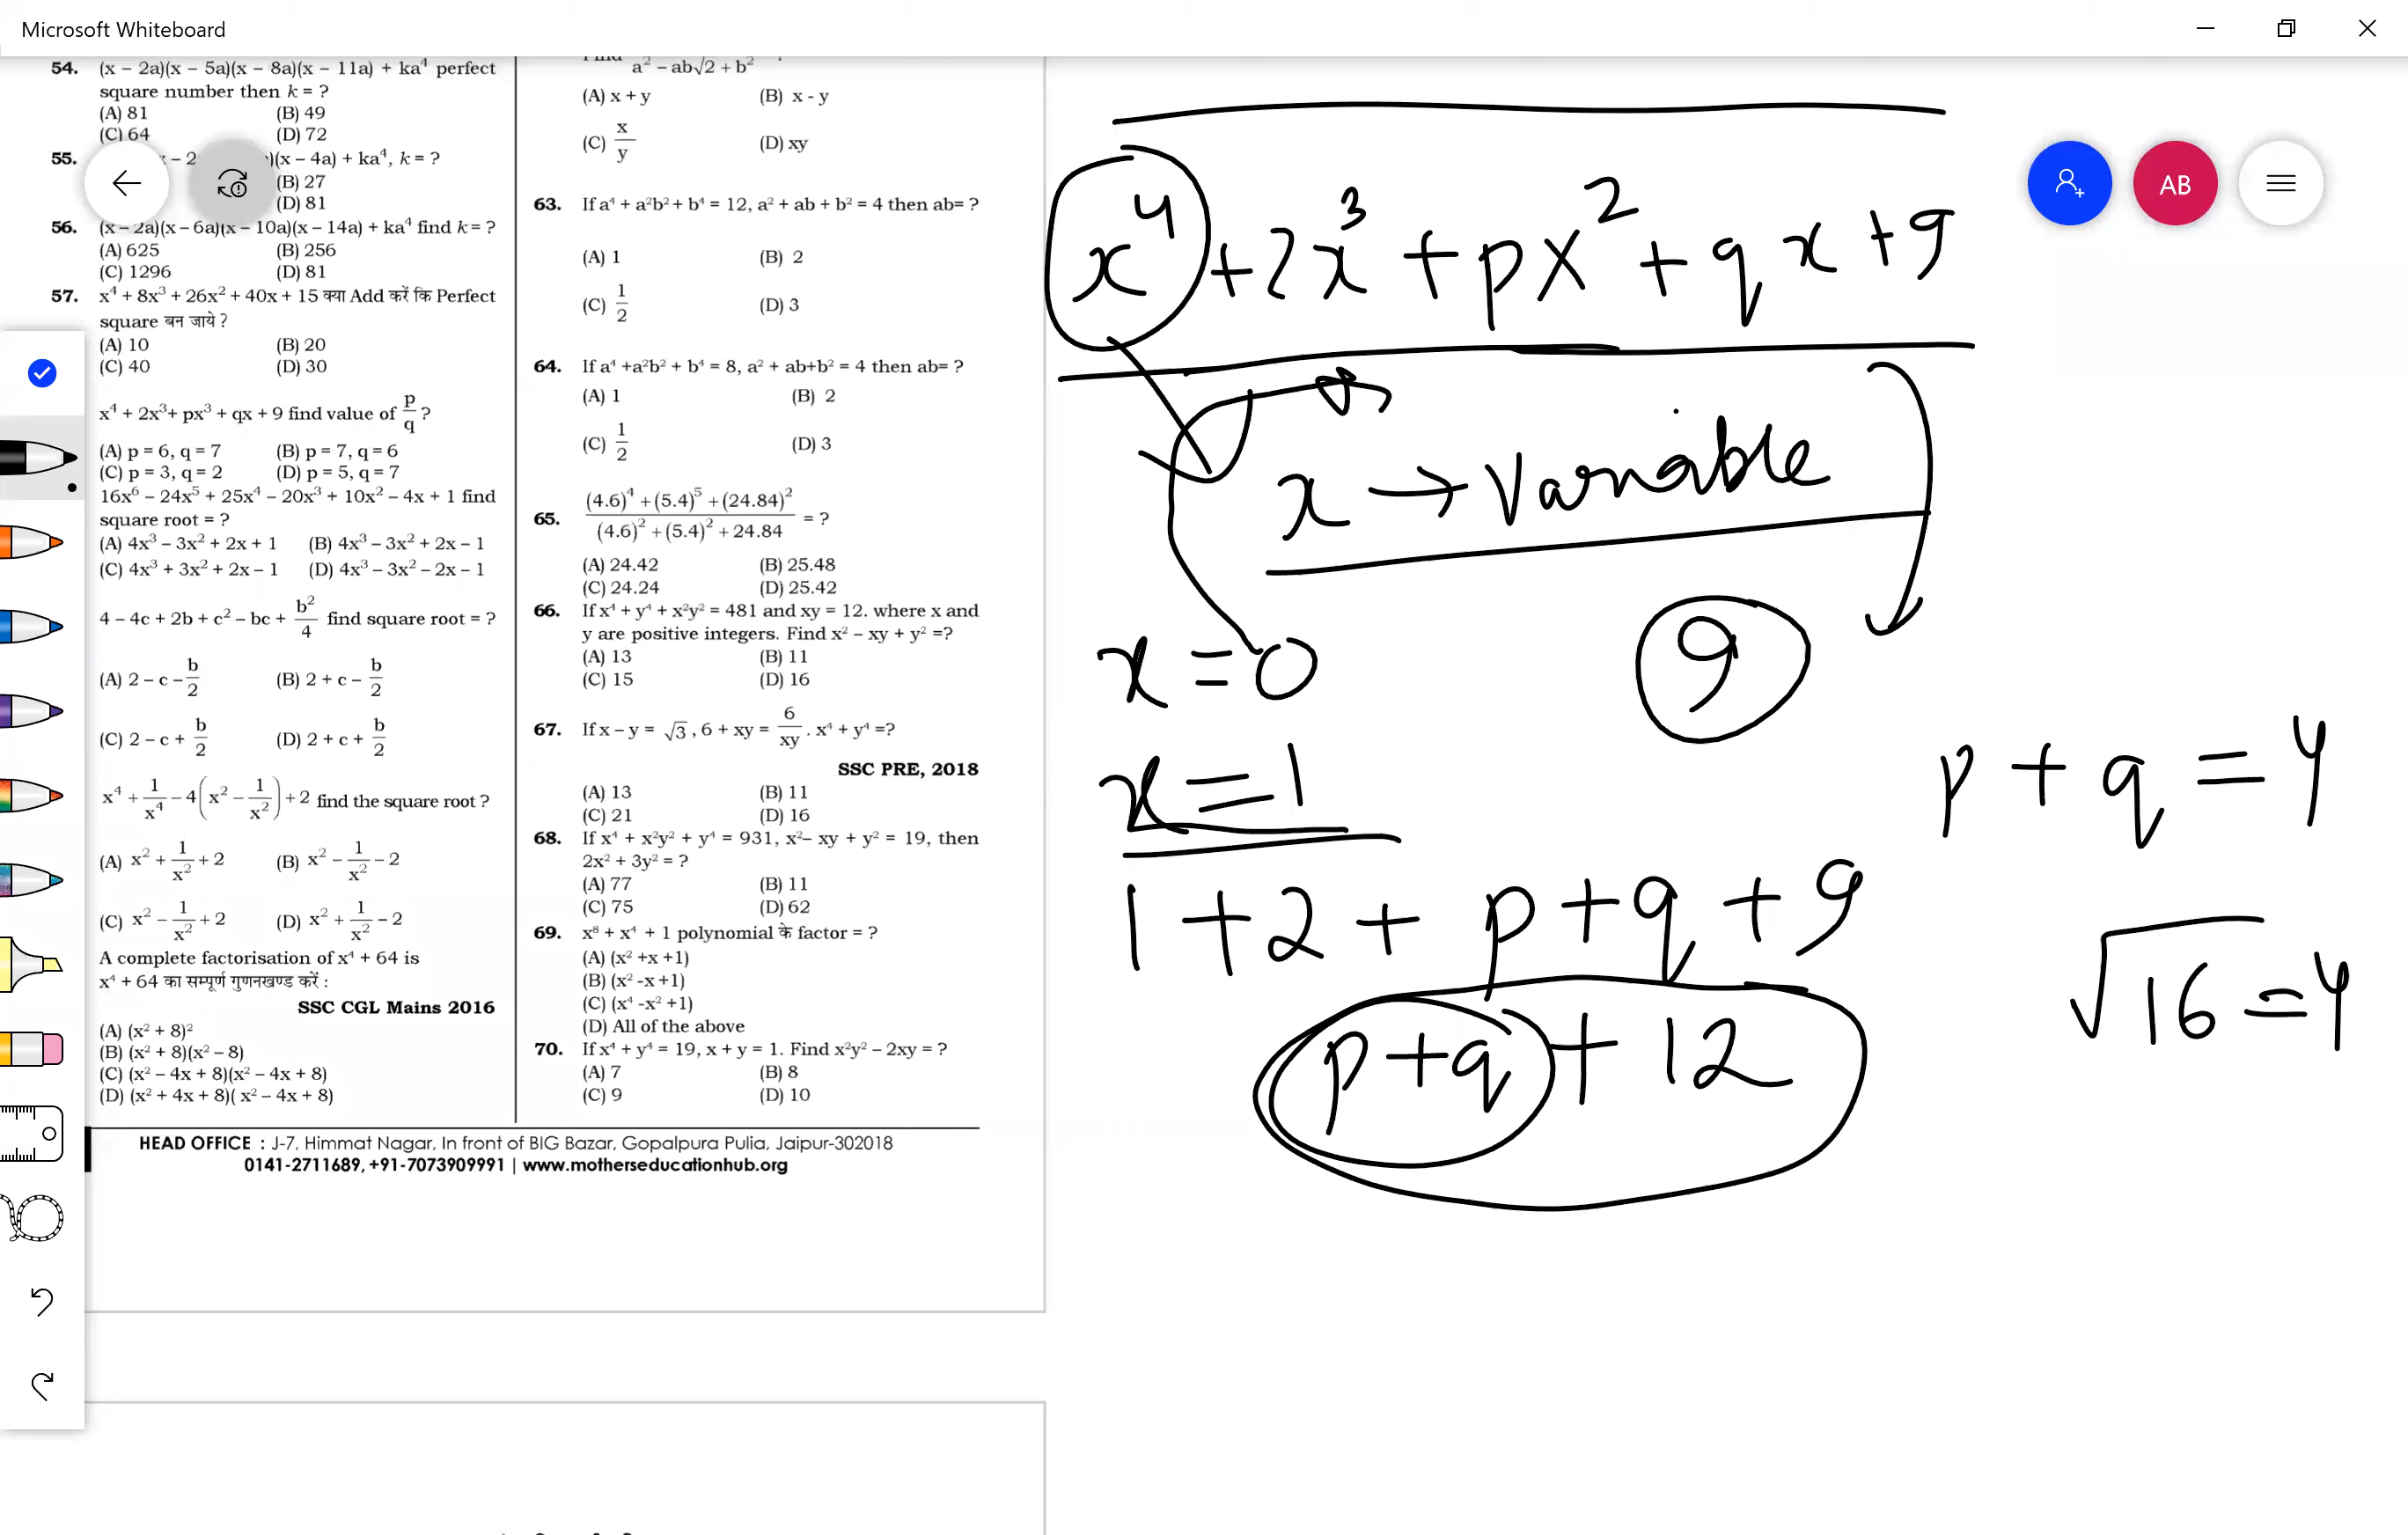 Microsoft Whiteboard
54. (x − 2a)(x − 5a)(x − 8a)(x − 11a) + ka⁴ perfect
square number then k = ?
(A) 81 (B) 49
(C) 64 (D) 72
55. − 2 )(x − 4a) + ka⁴, k = ?
(B) 27
(D) 81
56. (x − 2a)(x − 6a)(x − 10a)(x − 14a) + ka⁴ find k = ?
(A) 625 (B) 256
(C) 1296 (D) 81
57. x⁴ + 8x³ + 26x² + 40x + 15 क्या Add करें कि Perfect
square बन जाये ?
(A) 10 (B) 20
(C) 40 (D) 30
x⁴ + 2x³+ px³ + qx + 9 find value of p/q ?
(A) p = 6, q = 7 (B) p = 7, q = 6
(C) p = 3, q = 2 (D) p = 5, q = 7
16x⁶ − 24x⁵ + 25x⁴ − 20x³ + 10x² − 4x + 1 find
square root = ?
(A) 4x³ − 3x² + 2x + 1 (B) 4x³ − 3x² + 2x − 1
(C) 4x³ + 3x² + 2x − 1 (D) 4x³ − 3x² − 2x − 1
4 − 4c + 2b + c² − bc + b²/4 find square root = ?
(A) 2 − c − b/2 (B) 2 + c − b/2
(C) 2 − c + b/2 (D) 2 + c + b/2
x⁴ + 1/x⁴ − 4(x² − 1/x²) + 2 find the square root ?
(A) x² + 1/x² + 2 (B) x² − 1/x² − 2
(C) x² − 1/x² + 2 (D) x² + 1/x² − 2
A complete factorisation of x⁴ + 64 is
x⁴ + 64 का सम्पूर्ण गुणनखण्ड करें :
SSC CGL Mains 2016
(A) (x² + 8)²
(B) (x² + 8)(x² − 8)
(C) (x² − 4x + 8)(x² − 4x + 8)
(D) (x² + 4x + 8)( x² − 4x + 8)
a² − ab√2 + b²
(A) x + y (B) x - y
(C) x/y (D) xy
63. If a⁴ + a²b² + b⁴ = 12, a² + ab + b² = 4 then ab= ?
(A) 1 (B) 2
(C) 1/2 (D) 3
64. If a⁴ +a²b² + b⁴ = 8, a² + ab+b² = 4 then ab= ?
(A) 1 (B) 2
(C) 1/2 (D) 3
65. (4.6)⁴ + (5.4)⁵ + (24.84)² / (4.6)² + (5.4)² + 24.84 = ?
(A) 24.42 (B) 25.48
(C) 24.24 (D) 25.42
66. If x⁴ + y⁴ + x²y² = 481 and xy = 12. where x and
y are positive integers. Find x² − xy + y² =?
(A) 13 (B) 11
(C) 15 (D) 16
67. If x − y = √3, 6 + xy = 6/xy . x⁴ + y⁴ =?
SSC PRE, 2018
(A) 13 (B) 11
(C) 21 (D) 16
68. If x⁴ + x²y² + y⁴ = 931, x²− xy + y² = 19, then
2x² + 3y² = ?
(A) 77 (B) 11
(C) 75 (D) 62
69. x⁸ + x⁴ + 1 polynomial के factor = ?
(A) (x² +x +1)
(B) (x² -x +1)
(C) (x⁴ -x² +1)
(D) All of the above
70. If x⁴ + y⁴ = 19, x + y = 1. Find x²y² − 2xy = ?
(A) 7 (B) 8
(C) 9 (D) 10
HEAD OFFICE : J-7, Himmat Nagar, In front of BIG Bazar, Gopalpura Pulia, Jaipur-302018
0141-2711689, +91-7073909991 | www.motherseducationhub.org
AB
x⁴ + 2x³ + px² + qx + 9
x → Variable
x = 0 9
x = 1 p + q = 4
1 + 2 + p + q + 9
p + q + 12 √16 = 4